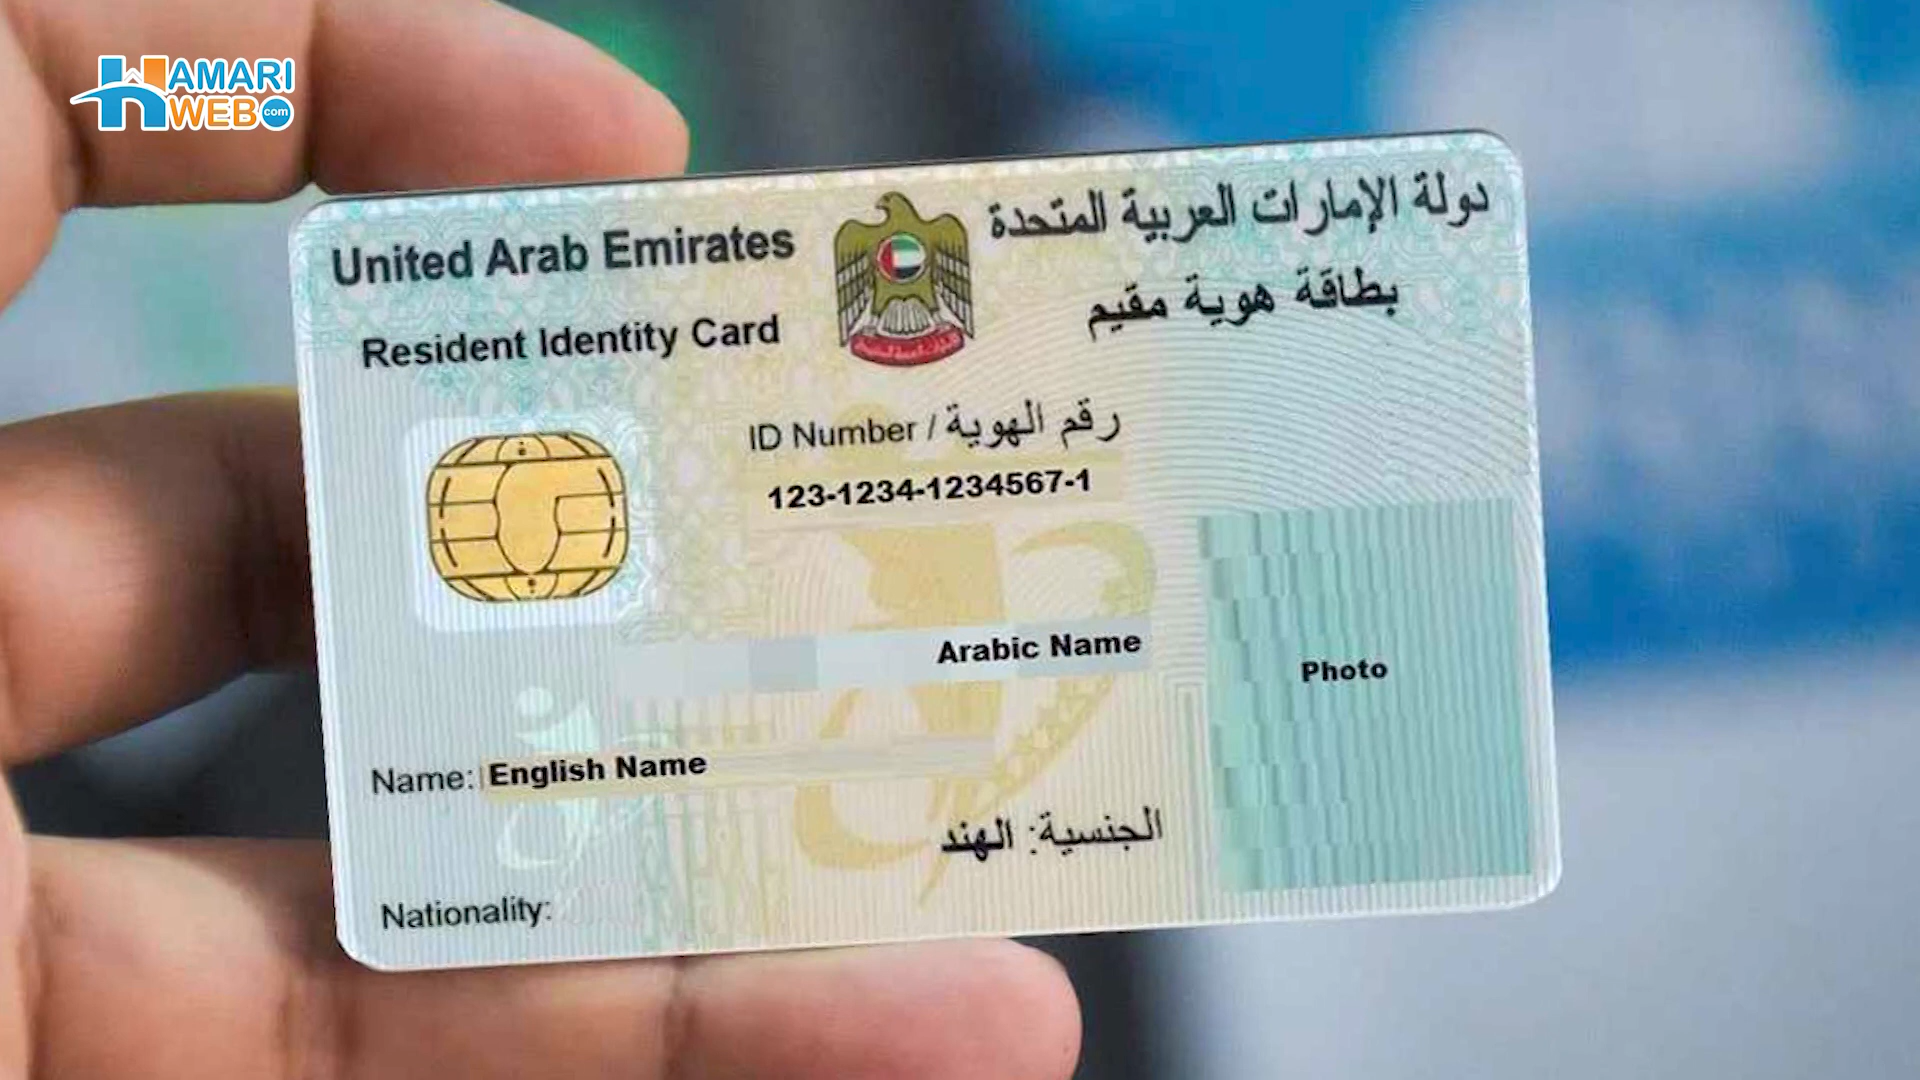 HAMARI
WEB.com
United Arab Emirates
دولة الإمارات العربية المتحدة
Resident Identity Card
بطاقة هوية مقيم
ID Number / رقم الهوية
123-1234-1234567-1
Arabic Name
Photo
Name: English Name
الجنسية: الهند
Nationality: